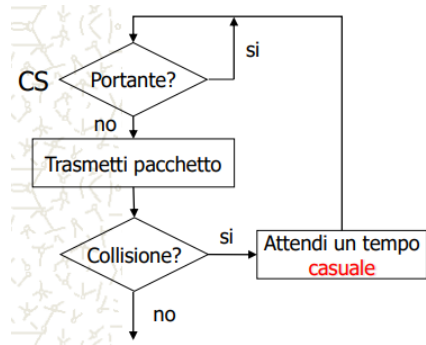 si
CS
Portante?
no
Trasmetti pacchetto
Collisione?
si
Attendi un tempo
casuale
no